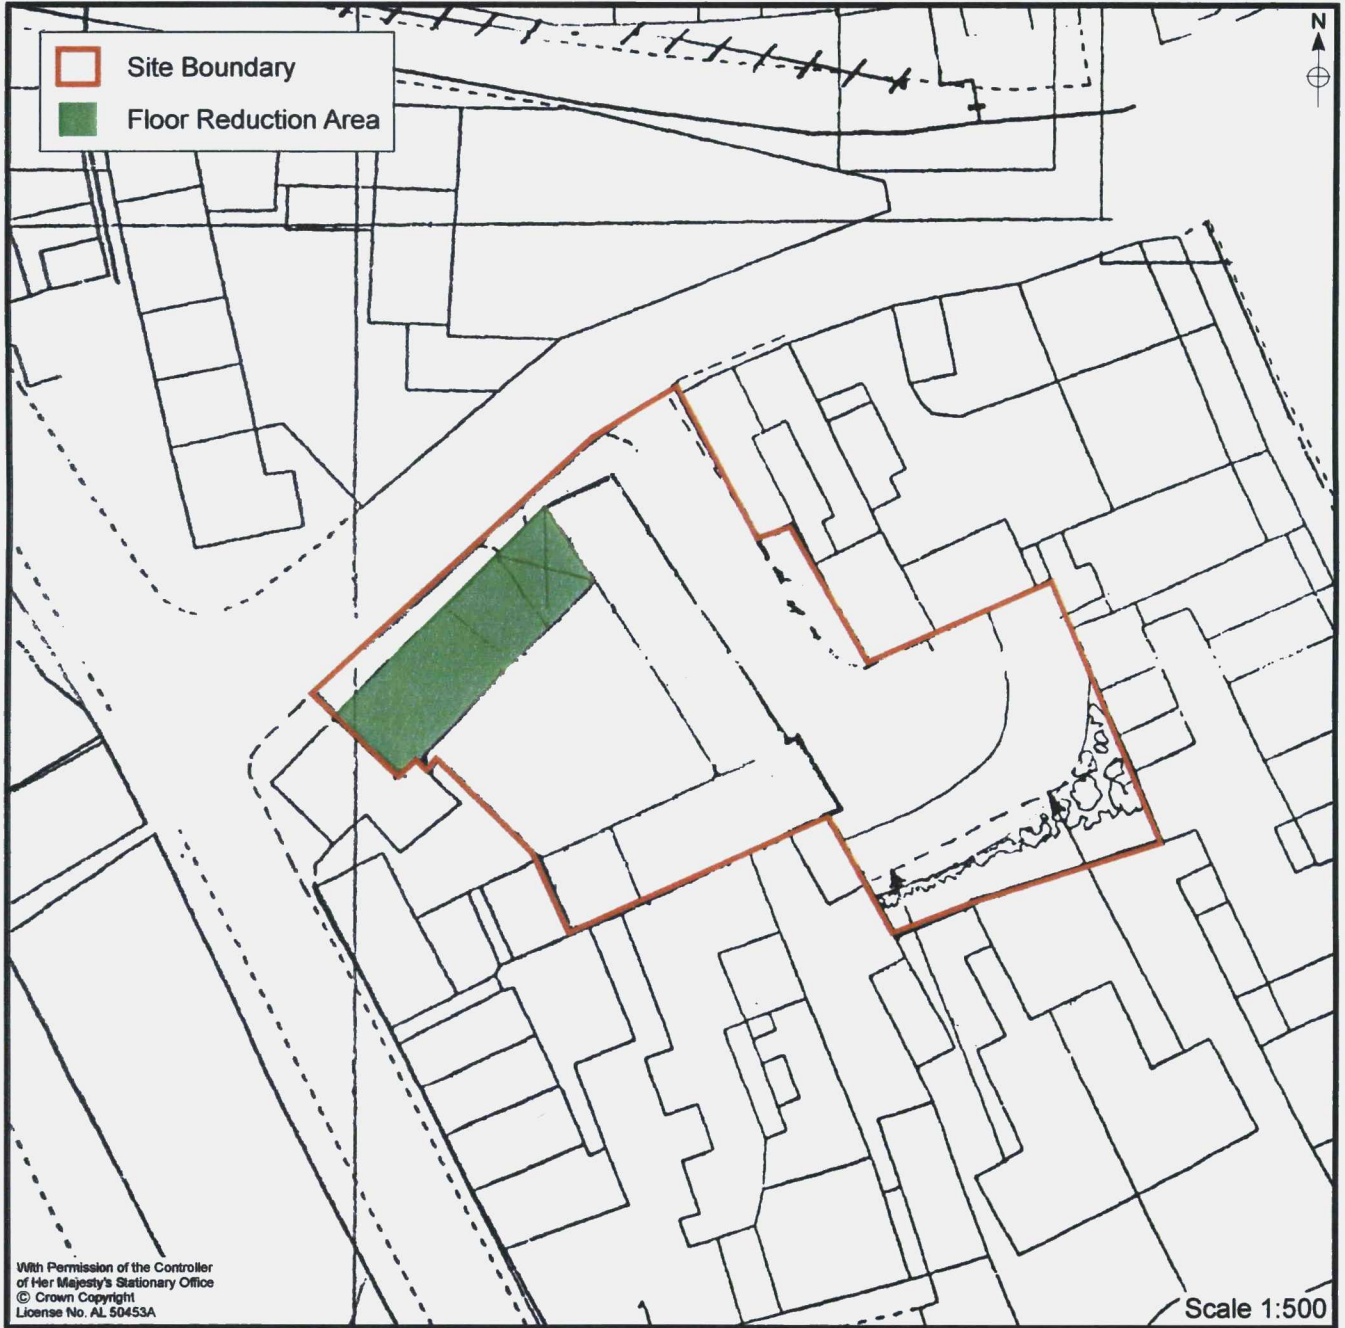 N
Site Boundary
Floor Reduction Area
With Permission of the Controller
of Her Majesty's Stationary Office
© Crown Copyright
License No. AL 50453A
Scale 1:500